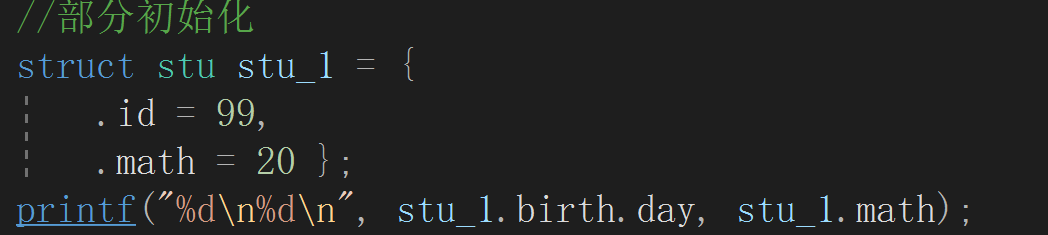 //部分初始化
struct stu stu_1 = {
    .id = 99,
    .math = 20 };
printf("%d\n%d\n", stu_1.birth.day, stu_1.math);